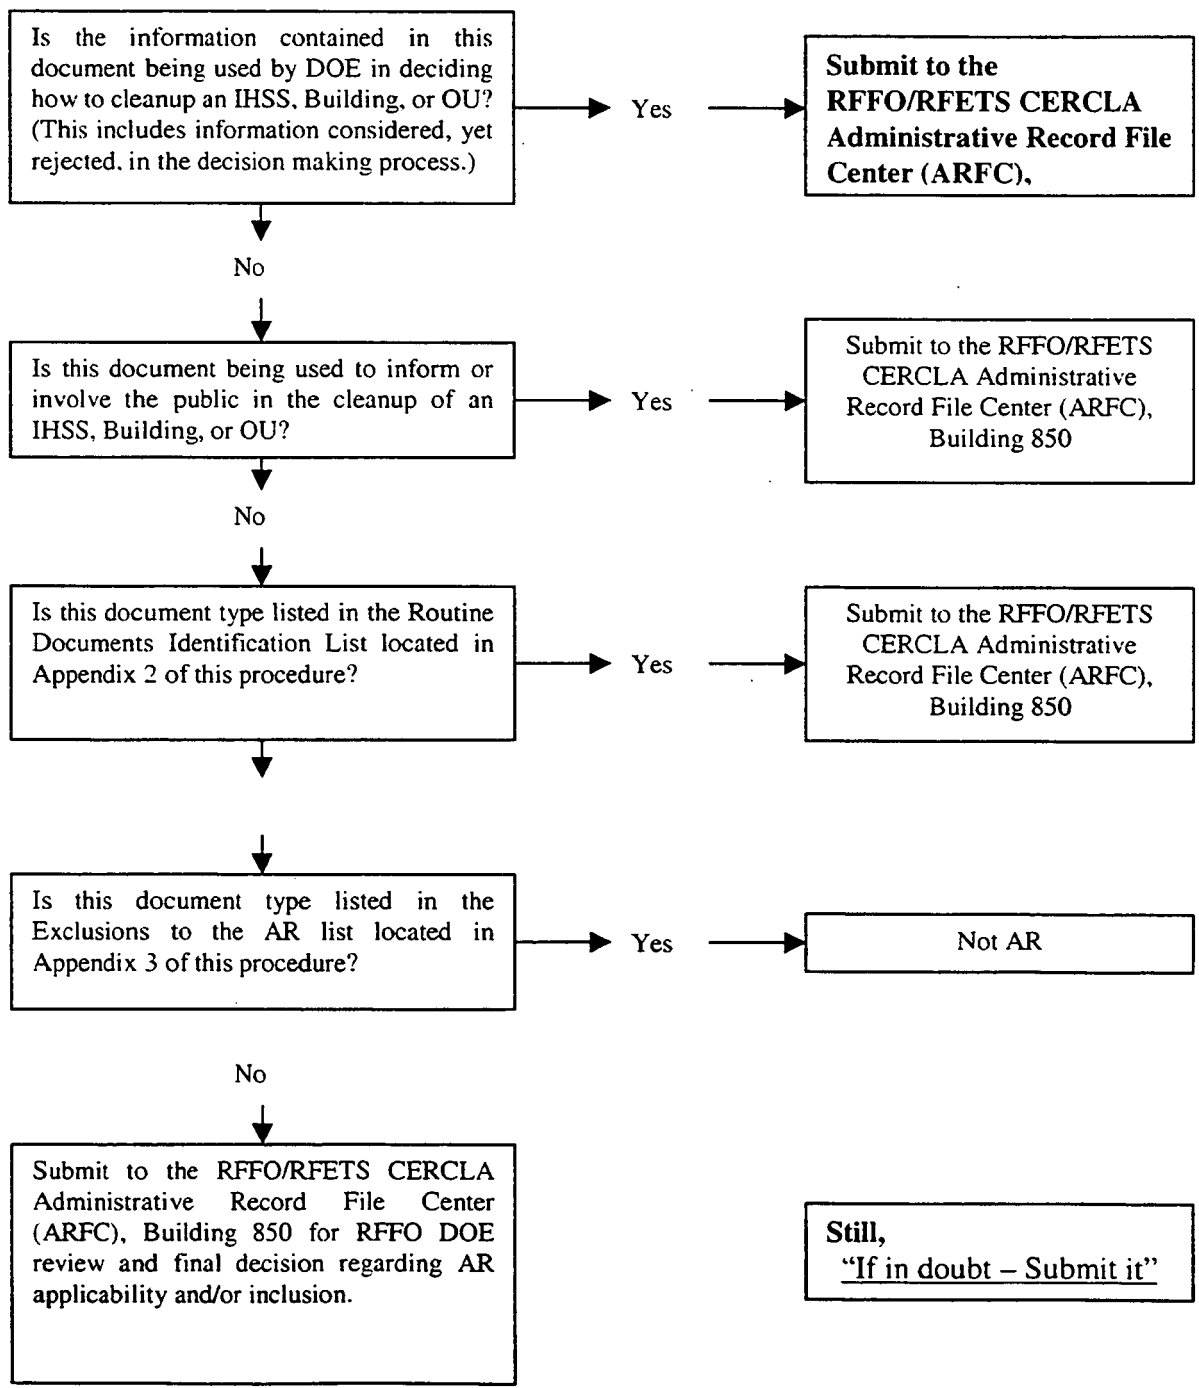 Is the information contained in this
document being used by DOE in deciding
how to cleanup an IHSS, Building, or OU?
(This includes information considered, yet
rejected. in the decision making process.)
Yes
Submit to the
RFFO/RFETS CERCLA
Administrative Record File
Center (ARFC),
No
Is this document being used to inform or
involve the public in the cleanup of an
IHSS, Building, or OU?
Yes
Submit to the RFFO/RFETS
CERCLA Administrative
Record File Center (ARFC),
Building 850
No
Is this document type listed in the Routine
Documents Identification List located in
Appendix 2 of this procedure?
Yes
Submit to the RFFO/RFETS
CERCLA Administrative
Record File Center (ARFC),
Building 850
Is this document type listed in the
Exclusions to the AR list located in
Appendix 3 of this procedure?
Yes
Not AR
No
Submit to the RFFO/RFETS CERCLA
Administrative Record File Center
(ARFC), Building 850 for RFFO DOE
review and final decision regarding AR
applicability and/or inclusion.
Still,
“If in doubt – Submit it”